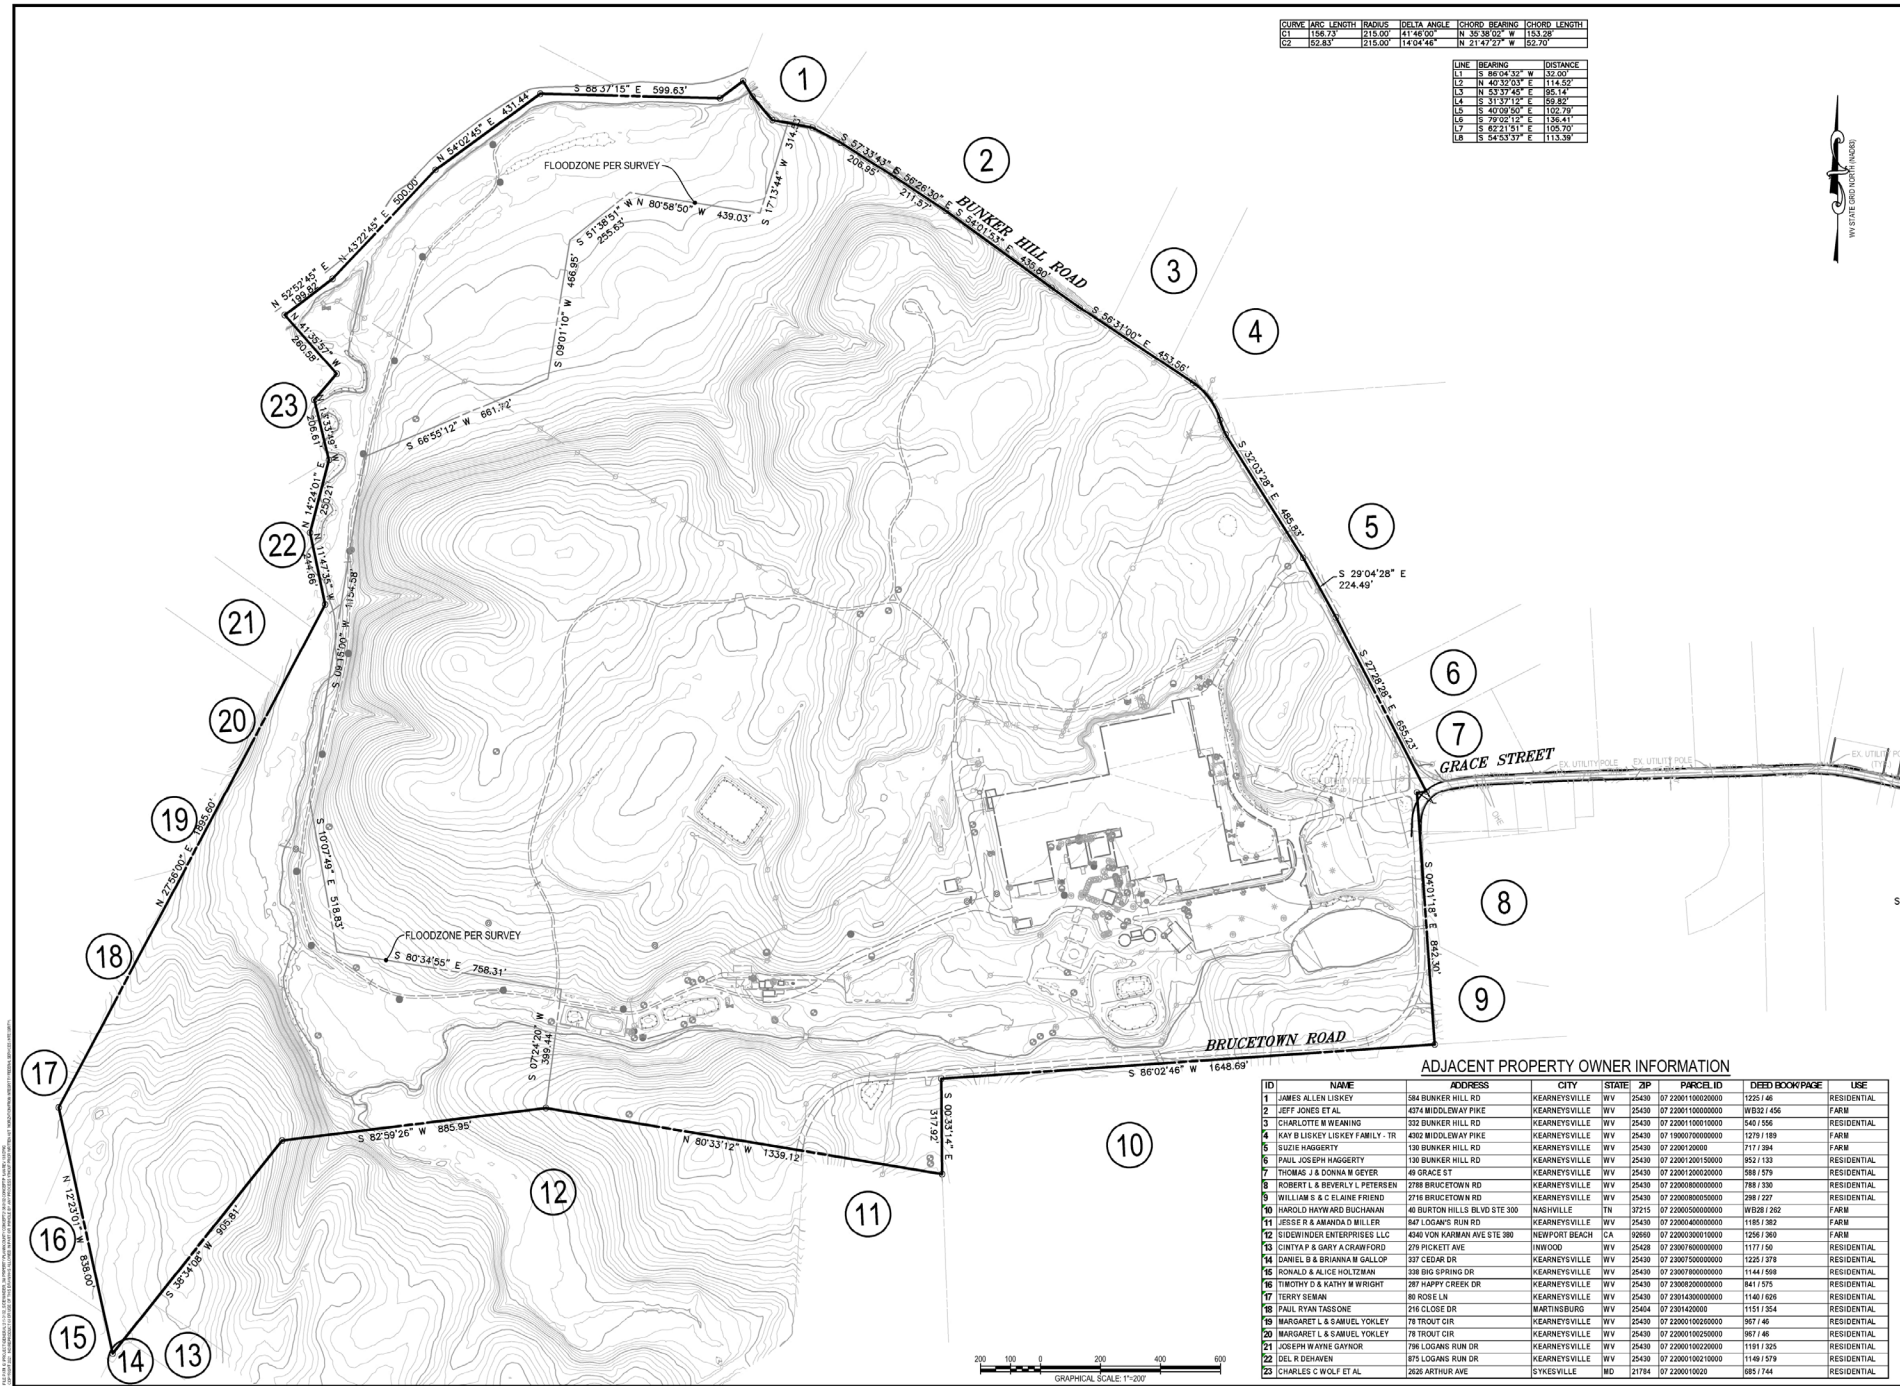 CURVE ARC LENGTH RADIUS DELTA ANGLE CHORD BEARING CHORD LENGTH
C1 156.73' 215.00' 41°46'00" N 35°38'02" W 153.28'
C2 52.83' 215.00' 14°04'46" N 21°47'27" W 52.70'
LINE BEARING DISTANCE
L1 S 86°04'32" W 32.00'
L2 N 40°32'03" E 114.52'
L3 N 53°37'45" E 95.14'
L4 S 31°37'12" E 59.82'
L5 S 40°09'50" E 102.79'
L6 S 79°02'12" E 136.41'
L7 S 62°21'51" E 105.70'
L8 S 54°53'37" E 113.39'
WV STATE GRID NORTH (NAD83)
1
S 88°37'15" E 599.63'
N 54°02'45" E 431.44'
FLOODZONE PER SURVEY
S 17°13'44" W
S 57°33'43" E
206.95'
2
S 56°26'30" E
211.57'
BUNKER HILL ROAD
N 43°22'45" E 500.00'
S 51°38'51" W
255.63'
N 80°58'50" W 439.03'
S 54°01'53" E
435.80'
3
N 52°52'45" E
199.82'
S 09°01'10" W 466.95'
N 41°35'57" W
260.58'
S 56°31'00" E 453.56'
4
23
N 13°33'49" W
206.61'
S 66°55'12" W 661.72'
S 32°03'28" E 485.83'
N 14°24'01" E
250.21'
5
22
N 11°47'35" W
244.66'
S 29°04'28" E
224.49'
21
S 09°15'00" W 1154.58'
S 27°28'28" E 655.23'
6
20
7
GRACE STREET
EX. UTILITY POLE
EX. UTILITY POLE
19
N 27°56'00" E 1895.60'
S 10°07'49" E 518.83'
S 04°01'18" E 842.30'
8
18
FLOODZONE PER SURVEY
S 80°34'55" E 758.31'
9
S 07°24'20" W
399.44'
BRUCETOWN ROAD
S 86°02'46" W 1648.69'
17
S 82°59'26" W 885.95'
N 80°33'12" W 1339.12'
S 00°33'14" E
317.92'
10
12
11
N 12°23'01" W 838.00'
16
S 38°34'08" W 905.81'
15
14
13
200 100 0 200 400 600
GRAPHICAL SCALE: 1"=200'
ADJACENT PROPERTY OWNER INFORMATION
ID NAME ADDRESS CITY STATE ZIP PARCEL ID DEED BOOK/PAGE USE
1 JAMES ALLEN LISKEY 584 BUNKER HILL RD KEARNEYSVILLE WV 25430 07 22001100020000 1225 / 46 RESIDENTIAL
2 JEFF JONES ET AL 4374 MIDDLEWAY PIKE KEARNEYSVILLE WV 25430 07 22001100000000 WB32 / 456 FARM
3 CHARLOTTE M WEANING 332 BUNKER HILL RD KEARNEYSVILLE WV 25430 07 22001100010000 540 / 556 RESIDENTIAL
4 KAY B LISKEY LISKEY FAMILY - TR 4302 MIDDLEWAY PIKE KEARNEYSVILLE WV 25430 07 19000700000000 1279 / 189 FARM
5 SUZIE HAGGERTY 130 BUNKER HILL RD KEARNEYSVILLE WV 25430 07 2200120000 717 / 394 FARM
6 PAUL JOSEPH HAGGERTY 130 BUNKER HILL RD KEARNEYSVILLE WV 25430 07 22001200150000 952 / 133 RESIDENTIAL
7 THOMAS J & DONNA M GEYER 49 GRACE ST KEARNEYSVILLE WV 25430 07 22001200020000 588 / 579 RESIDENTIAL
8 ROBERT L & BEVERLY L PETERSEN 2788 BRUCETOWN RD KEARNEYSVILLE WV 25430 07 22000800000000 788 / 330 RESIDENTIAL
9 WILLIAM S & C ELAINE FRIEND 2716 BRUCETOWN RD KEARNEYSVILLE WV 25430 07 22000800050000 298 / 227 RESIDENTIAL
10 HAROLD HAYWARD BUCHANAN 40 BURTON HILLS BLVD STE 300 NASHVILLE TN 37215 07 22000500000000 WB28 / 262 FARM
11 JESSE R & AMANDA D MILLER 847 LOGAN'S RUN RD KEARNEYSVILLE WV 25430 07 22000400000000 1185 / 382 FARM
12 SIDEWINDER ENTERPRISES LLC 4340 VON KARMAN AVE STE 380 NEWPORT BEACH CA 92660 07 22000300010000 1256 / 360 FARM
13 CINTYA P & GARY A CRAWFORD 279 PICKETT AVE INWOOD WV 25428 07 23007600000000 1177 / 50 RESIDENTIAL
14 DANIEL B & BRIANNA M GALLOP 337 CEDAR DR KEARNEYSVILLE WV 25430 07 23007500000000 1225 / 378 RESIDENTIAL
15 RONALD & ALICE HOLTZMAN 338 BIG SPRING DR KEARNEYSVILLE WV 25430 07 23007800000000 1144 / 598 RESIDENTIAL
16 TIMOTHY D & KATHY M WRIGHT 287 HAPPY CREEK DR KEARNEYSVILLE WV 25430 07 23008200000000 841 / 575 RESIDENTIAL
17 TERRY SEMAN 80 ROSE LN KEARNEYSVILLE WV 25430 07 23014300000000 1140 / 626 RESIDENTIAL
18 PAUL RYAN TASSONE 216 CLOSE DR MARTINSBURG WV 25404 07 2301420000 1151 / 354 RESIDENTIAL
19 MARGARET L & SAMUEL YOKLEY 78 TROUT CIR KEARNEYSVILLE WV 25430 07 22000100260000 967 / 46 RESIDENTIAL
20 MARGARET L & SAMUEL YOKLEY 78 TROUT CIR KEARNEYSVILLE WV 25430 07 22000100250000 967 / 46 RESIDENTIAL
21 JOSEPH WAYNE GAYNOR 796 LOGANS RUN DR KEARNEYSVILLE WV 25430 07 22000100220000 1191 / 325 RESIDENTIAL
22 DEL R DEHAVEN 875 LOGANS RUN DR KEARNEYSVILLE WV 25430 07 22000100210000 1149 / 579 RESIDENTIAL
23 CHARLES C WOLF ET AL 2626 ARTHUR AVE SYKESVILLE MD 21784 07 2200010020 685 / 744 RESIDENTIAL